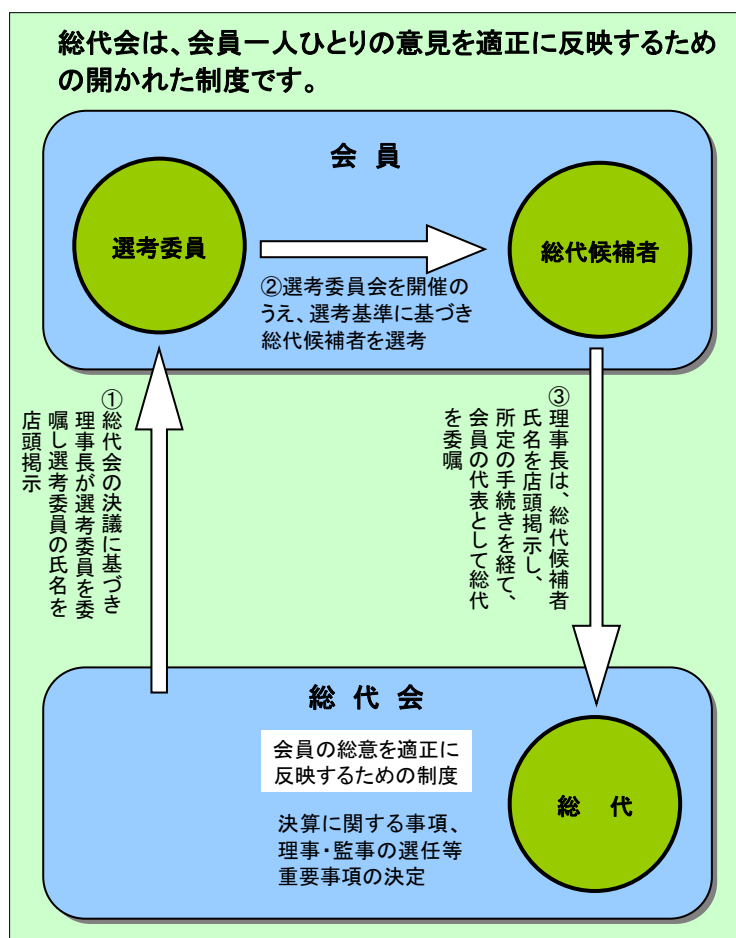 総代会は、会員一人ひとりの意見を適正に反映するため
の開かれた制度です。
会 員
選考委員
総代候補者
②選考委員会を開催の
うえ、選考基準に基づき
総代候補者を選考
①総代会の決議に基づき
理事長が選考委員を委
嘱し選考委員の氏名を
店頭掲示
③理事長は、総代候補者
氏名を店頭掲示し、
所定の手続きを経て、
会員の代表として総代
を委嘱
総 代 会
会員の総意を適正に
反映するための制度
決算に関する事項、
理事・監事の選任等
重要事項の決定
総 代